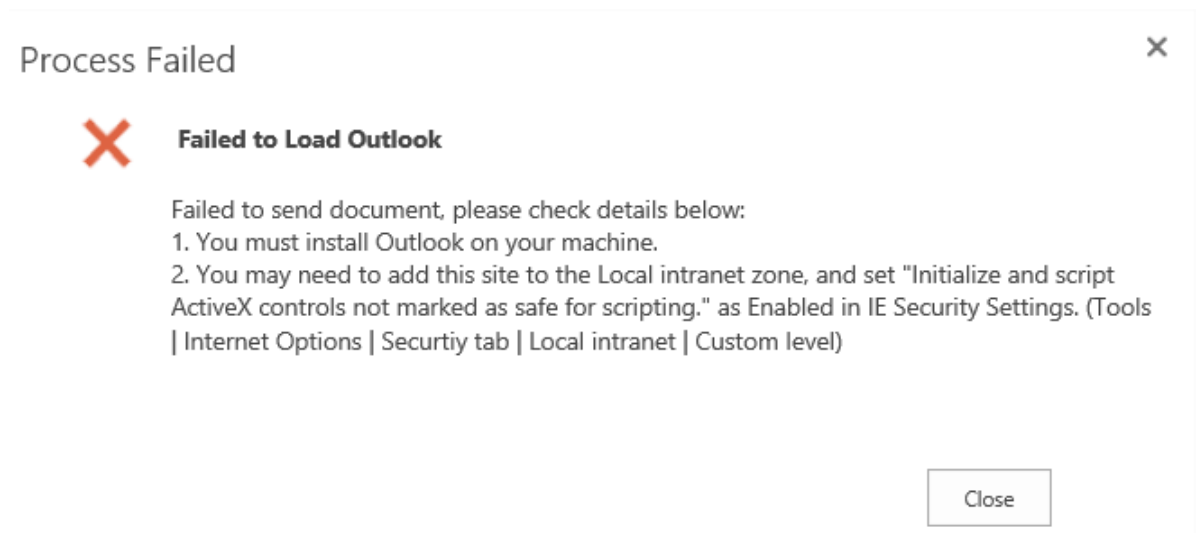 Process Failed
Failed to Load Outlook
Failed to send document, please check details below:
1. You must install Outlook on your machine.
2. You may need to add this site to the Local intranet zone, and set "Initialize and script
ActiveX controls not marked as safe for scripting." as Enabled in IE Security Settings. (Tools
| Internet Options | Securtiy tab | Local intranet | Custom level)
Close